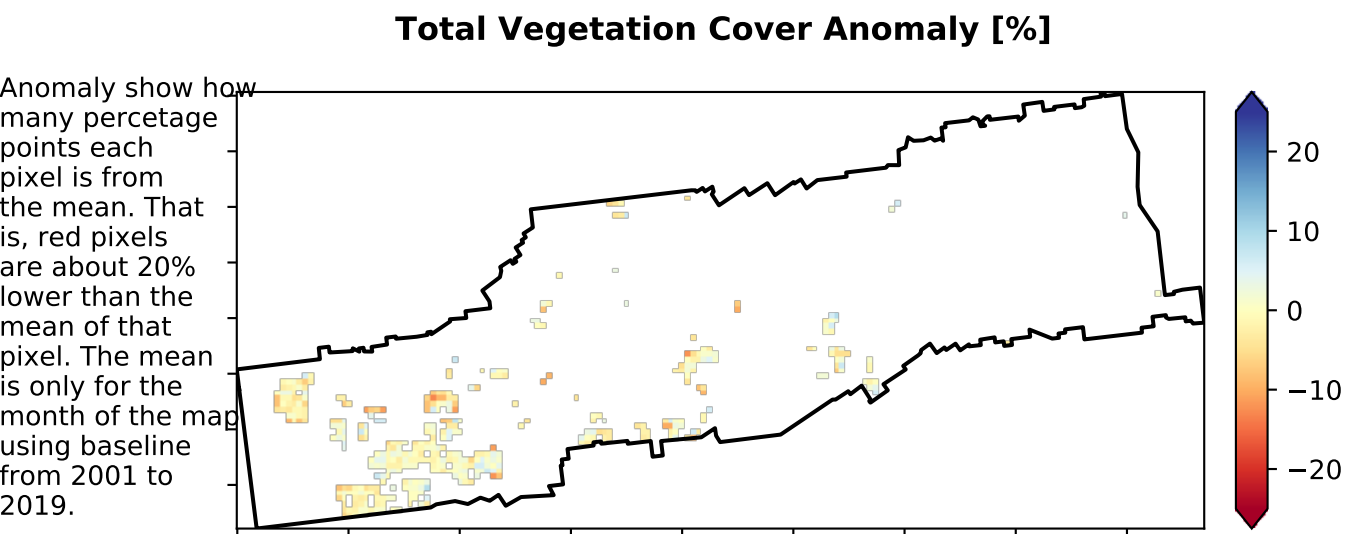 Total Vegetation Cover Anomaly [%]
Anomaly show how
many percetage
points each
pixel is from
the mean. That
is, red pixels
are about 20%
lower than the
mean of that
pixel. The mean
is only for the
month of the map
using baseline
from 2001 to
2019.
20
10
0
−10
−20